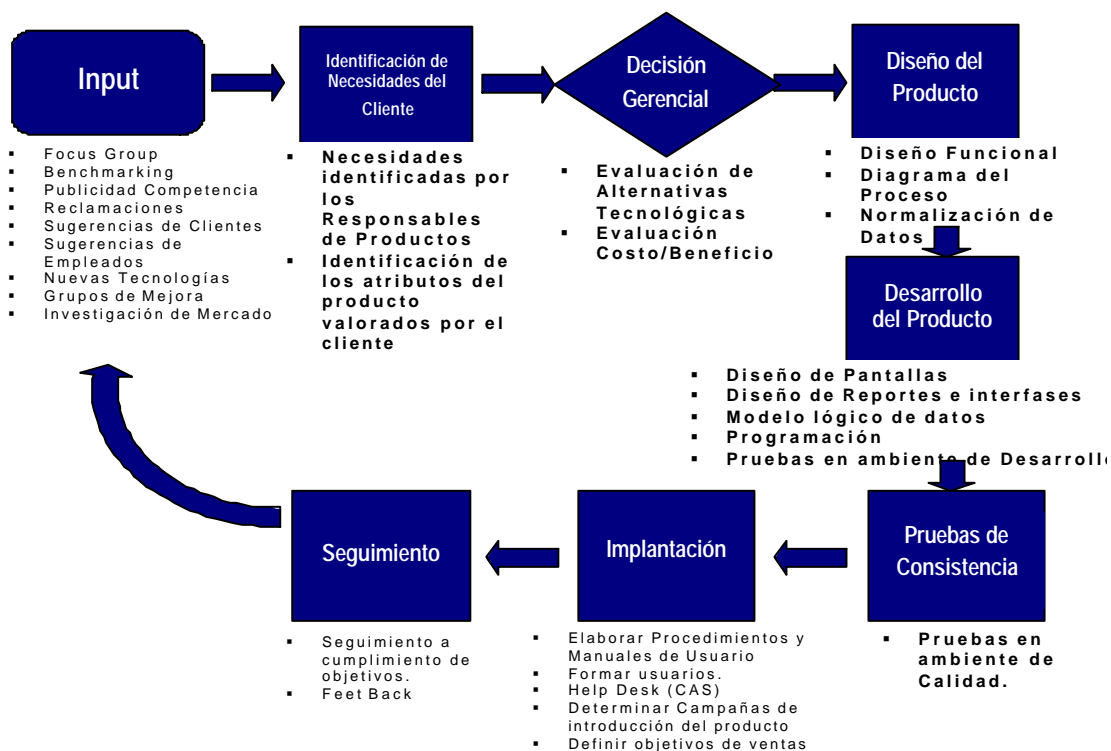 Input
▪ Focus Group
▪ Benchmarking
▪ Publicidad Competencia
▪ Reclamaciones
▪ Sugerencias de Clientes
▪ Sugerencias de
Empleados
▪ Nuevas Tecnologías
▪ Grupos de Mejora
▪ Investigación de Mercado
Identificación de
Necesidades del
Cliente
▪ Necesidades
identificadas por
los
Responsables
de Productos
▪ Identificación de
los atributos del
producto
valorados por el
cliente
Decisión
Gerencial
▪ Evaluación de
Alternativas
Tecnológicas
▪ Evaluación
Costo/Beneficio
Diseño del
Producto
▪ Diseño Funcional
▪ Diagrama del
Proceso
▪ Normalización de
Datos
Desarrollo
del Producto
▪ Diseño de Pantallas
▪ Diseño de Reportes e interfases
▪ Modelo lógico de datos
▪ Programación
▪ Pruebas en ambiente de Desarrollo
Pruebas de
Consistencia
▪ Pruebas en
ambiente de
Calidad.
Implantación
▪ Elaborar Procedimientos y
Manuales de Usuario
▪ Formar usuarios.
▪ Help Desk (CAS)
▪ Determinar Campañas de
introducción del producto
▪ Definir objetivos de ventas
Seguimiento
▪ Seguimiento a
cumplimiento de
objetivos.
▪ Feet Back